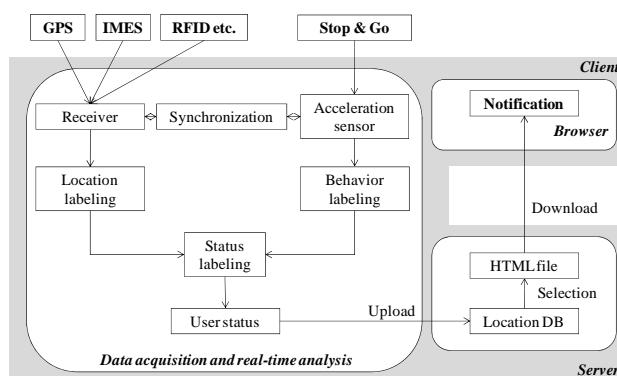 GPS
IMES
RFID etc.
Stop & Go
Client
Receiver
Synchronization
Acceleration
sensor
Notification
Browser
Location
labeling
Behavior
labeling
Download
Status
labeling
HTML file
Selection
User status
Upload
Location DB
Data acquisition and real-time analysis
Server